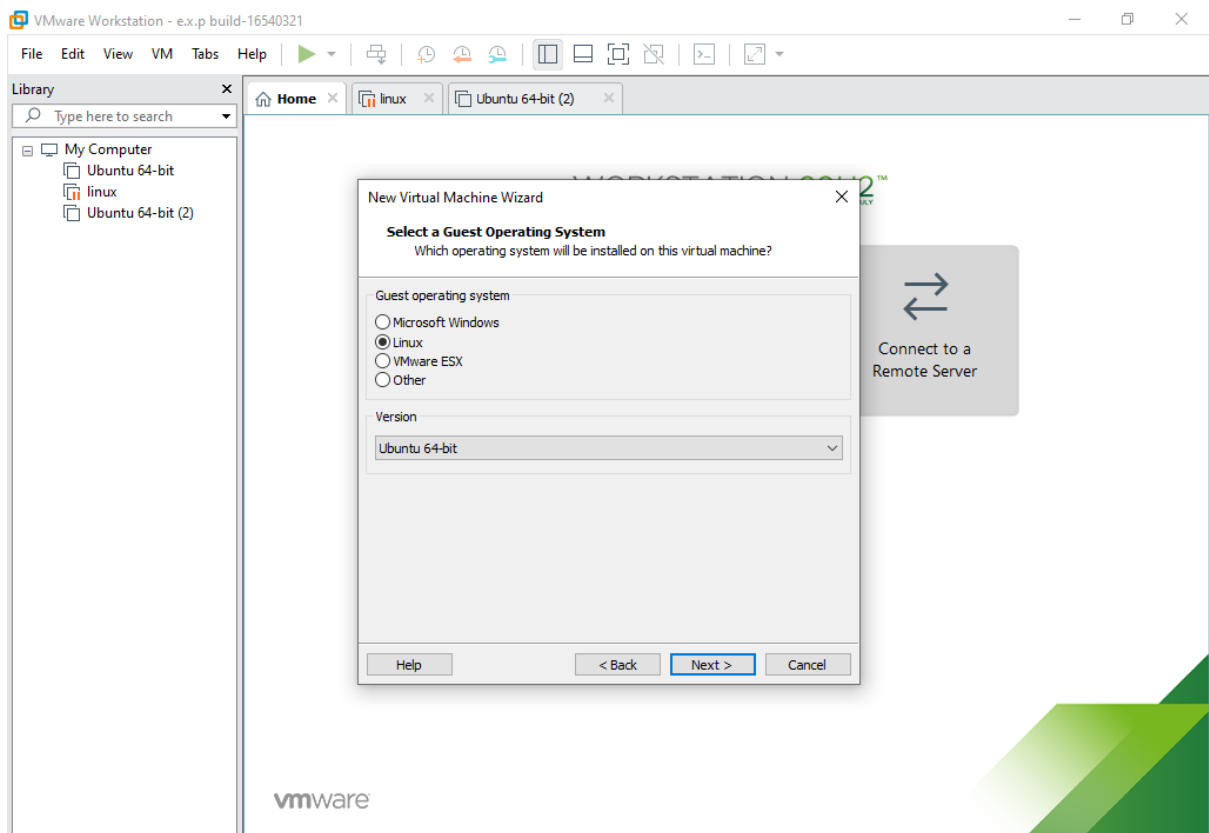 VMware Workstation - e.x.p build-16540321
File Edit View VM Tabs Help
Library
Type here to search
My Computer
Ubuntu 64-bit
linux
Ubuntu 64-bit (2)
Home linux Ubuntu 64-bit (2)
New Virtual Machine Wizard
Select a Guest Operating System
Which operating system will be installed on this virtual machine?
Guest operating system
Microsoft Windows
Linux
VMware ESX
Other
Version
Ubuntu 64-bit
Help < Back Next > Cancel
Connect to a
Remote Server
vmware